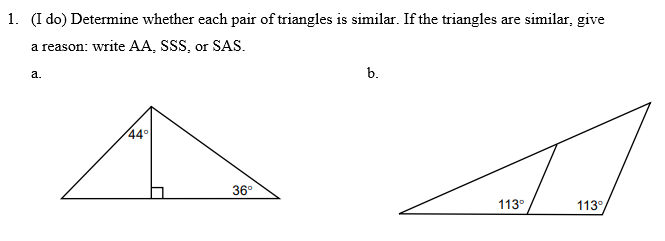 1. (I do) Determine whether each pair of triangles is similar. If the triangles are similar, give
a reason: write AA, SSS, or SAS.
a. b.
44°
36°
113° 113°